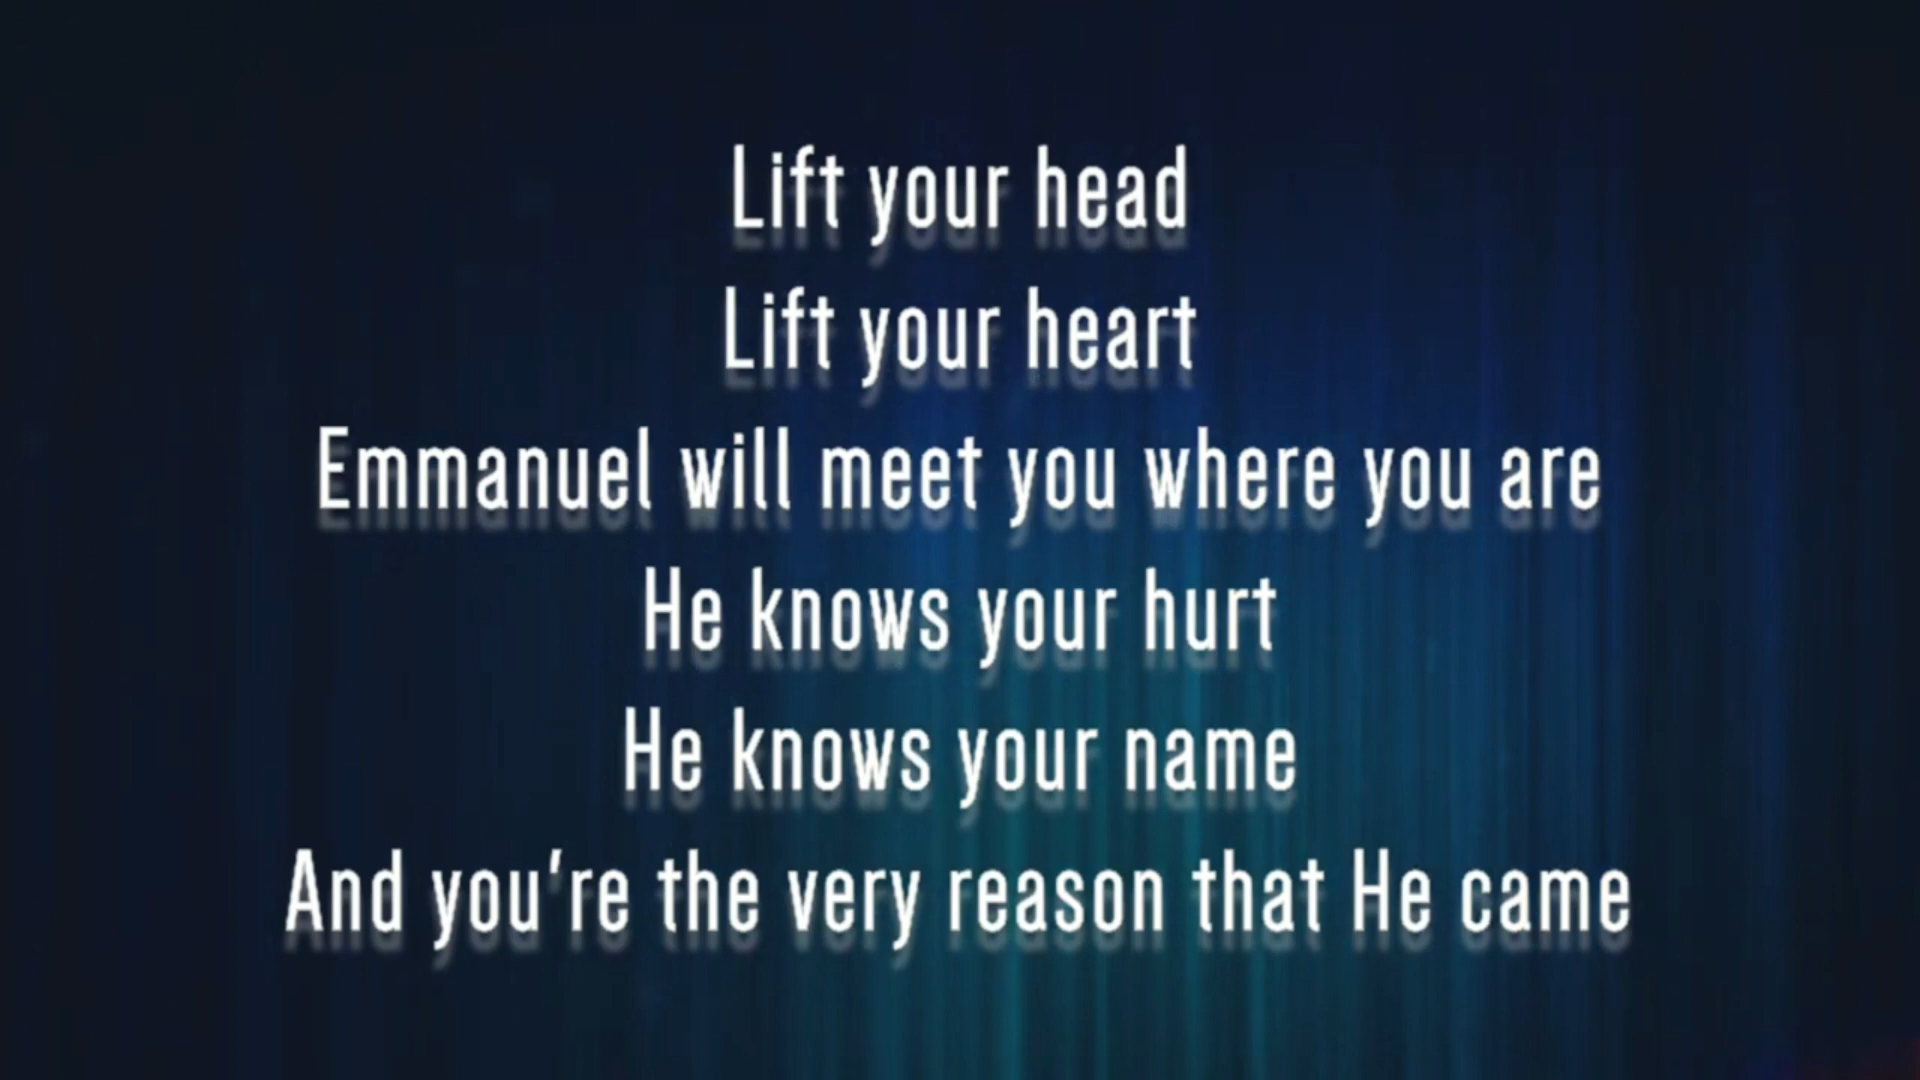 Lift your head
Lift your heart
Emmanuel will meet you where you are
He knows your hurt
He knows your name
And you're the very reason that He came